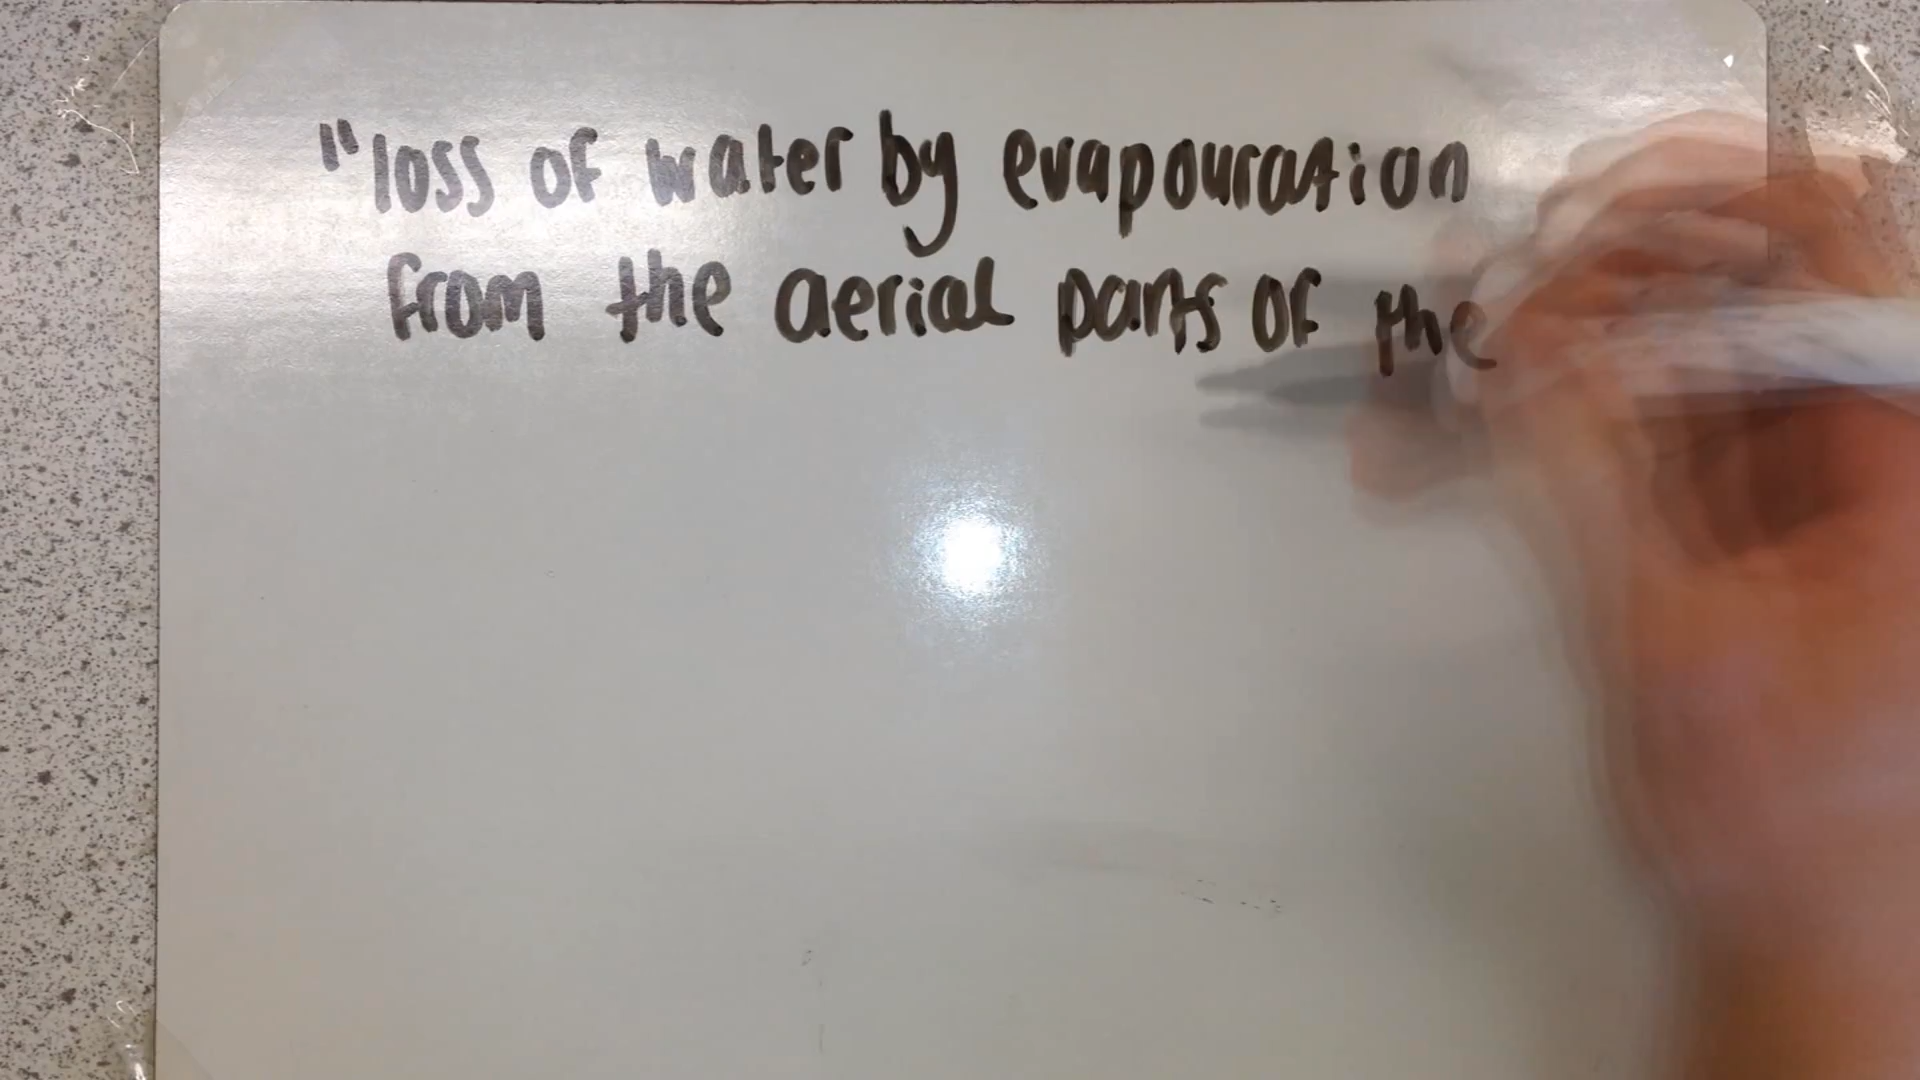 "loss of water by evapouration
from the aerial parts of the